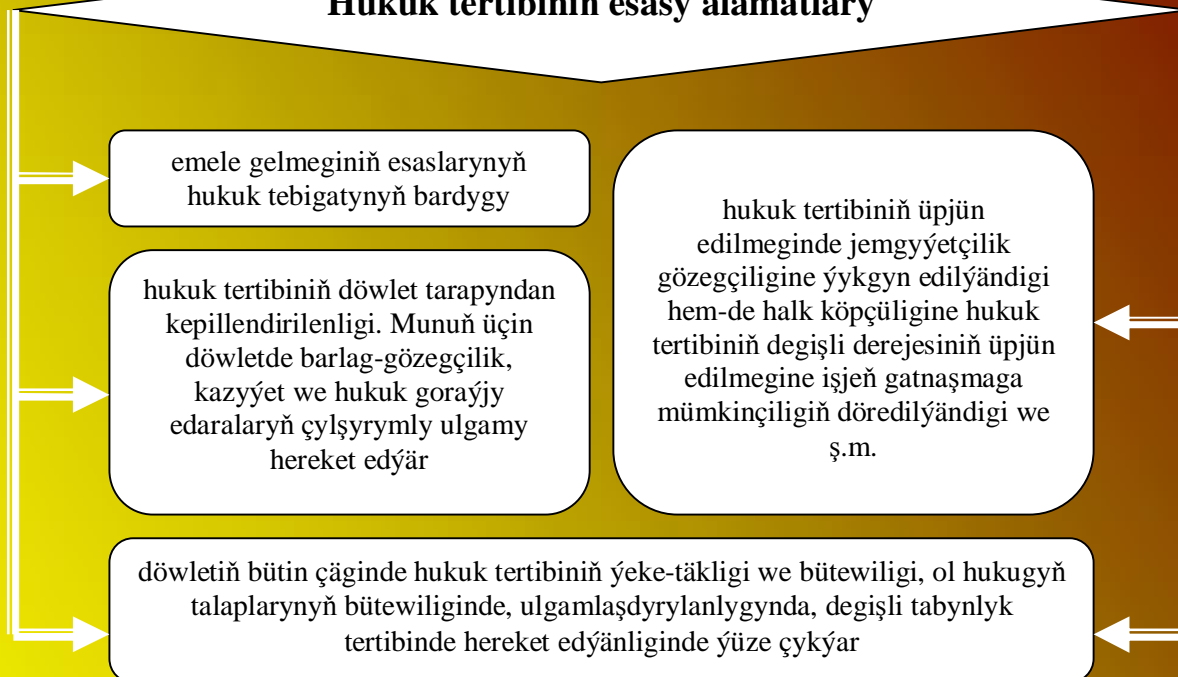 Hukuk tertibiniň esasy alamatlary
emele gelmeginiň esaslarynyň
hukuk tebigatynyň bardygy
hukuk tertibiniň döwlet tarapyndan
kepillendirilenligi. Munuň üçin
döwletde barlag-gözegçilik,
kazyýet we hukuk goraýjy
edaralaryň çylşyrymly ulgamy
hereket edýär
hukuk tertibiniň üpjün
edilmeginde jemgyýetçilik
gözegçiligine ýykgyn edilýändigi
hem-de halk köpçüligine hukuk
tertibiniň degişli derejesiniň üpjün
edilmegine işjeň gatnaşmaga
mümkinçiligiň döredilýändigi we
ş.m.
döwletiň bütin çäginde hukuk tertibiniň ýeke-täkligi we bütewiligi, ol hukugyň
talaplarynyň bütewiliginde, ulgamlaşdyrylanlygynda, degişli tabynlyk
tertibinde hereket edýänliginde ýüze çykýar